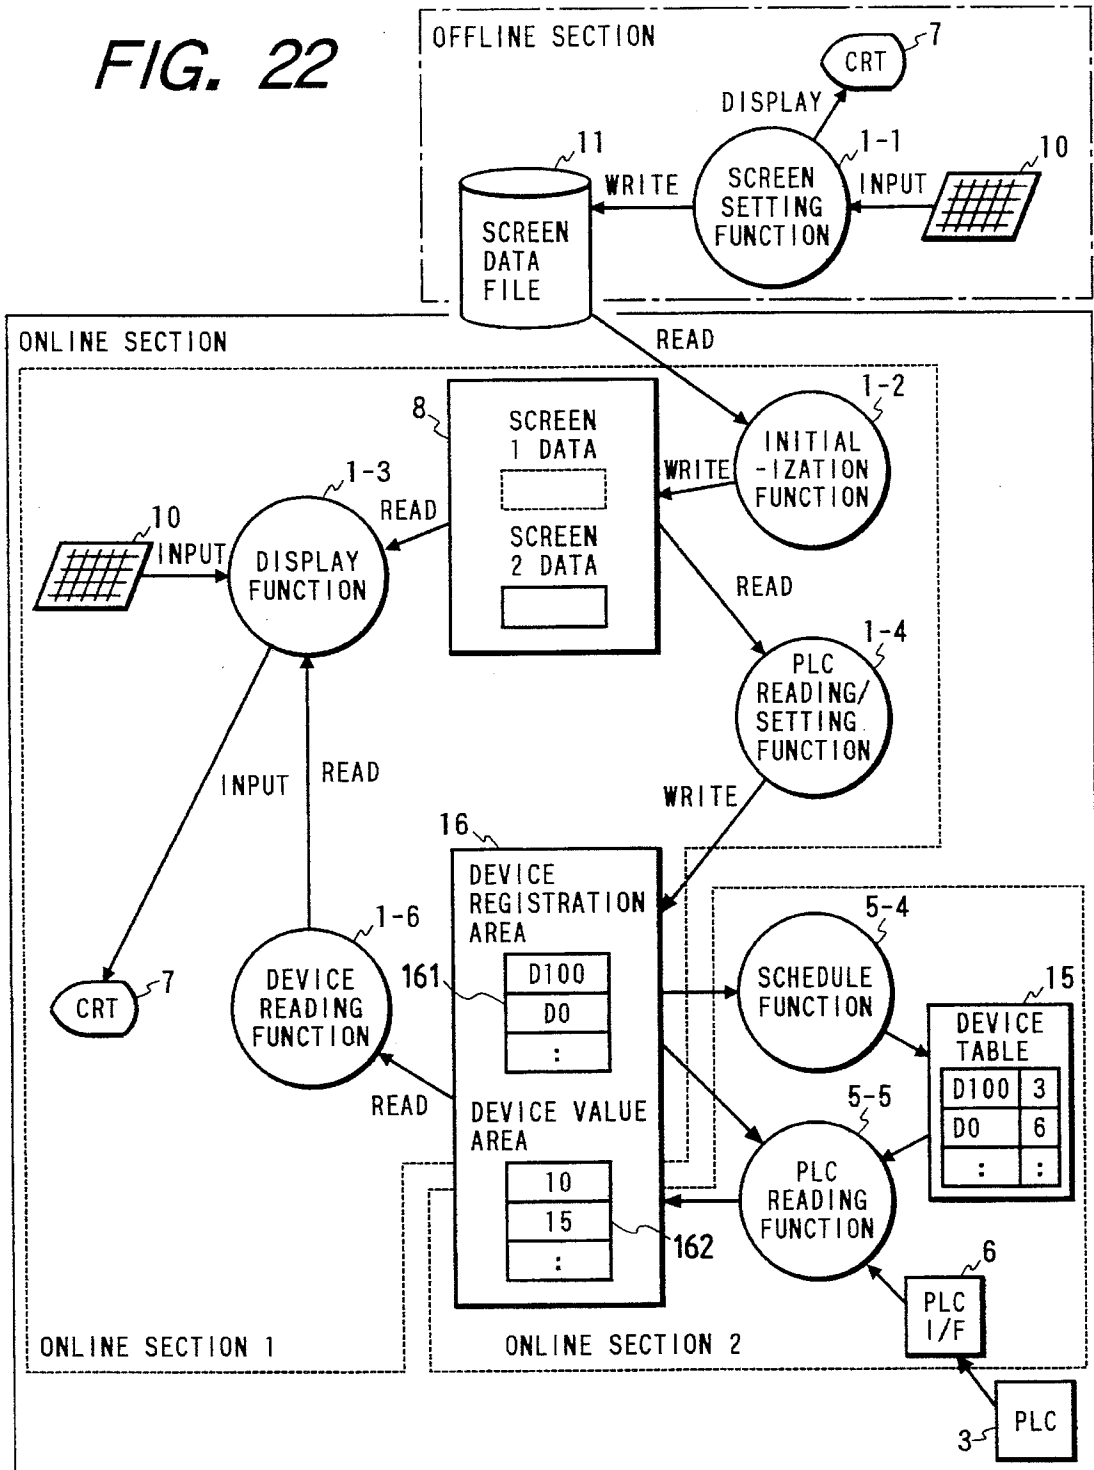 FIG. 22
OFFLINE SECTION
7
CRT
DISPLAY
1-1
SCREEN
SETTING
FUNCTION
INPUT
10
WRITE
11
SCREEN
DATA
FILE
READ
ONLINE SECTION
8
SCREEN
1 DATA
SCREEN
2 DATA
1-2
INITIAL
-IZATION
FUNCTION
WRITE
1-3
DISPLAY
FUNCTION
READ
10
INPUT
READ
1-4
PLC
READING/
SETTING
FUNCTION
INPUT
READ
WRITE
16
DEVICE
REGISTRATION
AREA
161
D100
D0
:
DEVICE VALUE
AREA
10
15
:
162
1-6
DEVICE
READING
FUNCTION
READ
CRT
7
5-4
SCHEDULE
FUNCTION
15
DEVICE
TABLE
D100 3
D0 6
: :
5-5
PLC
READING
FUNCTION
6
PLC
I/F
ONLINE SECTION 1
ONLINE SECTION 2
3
PLC